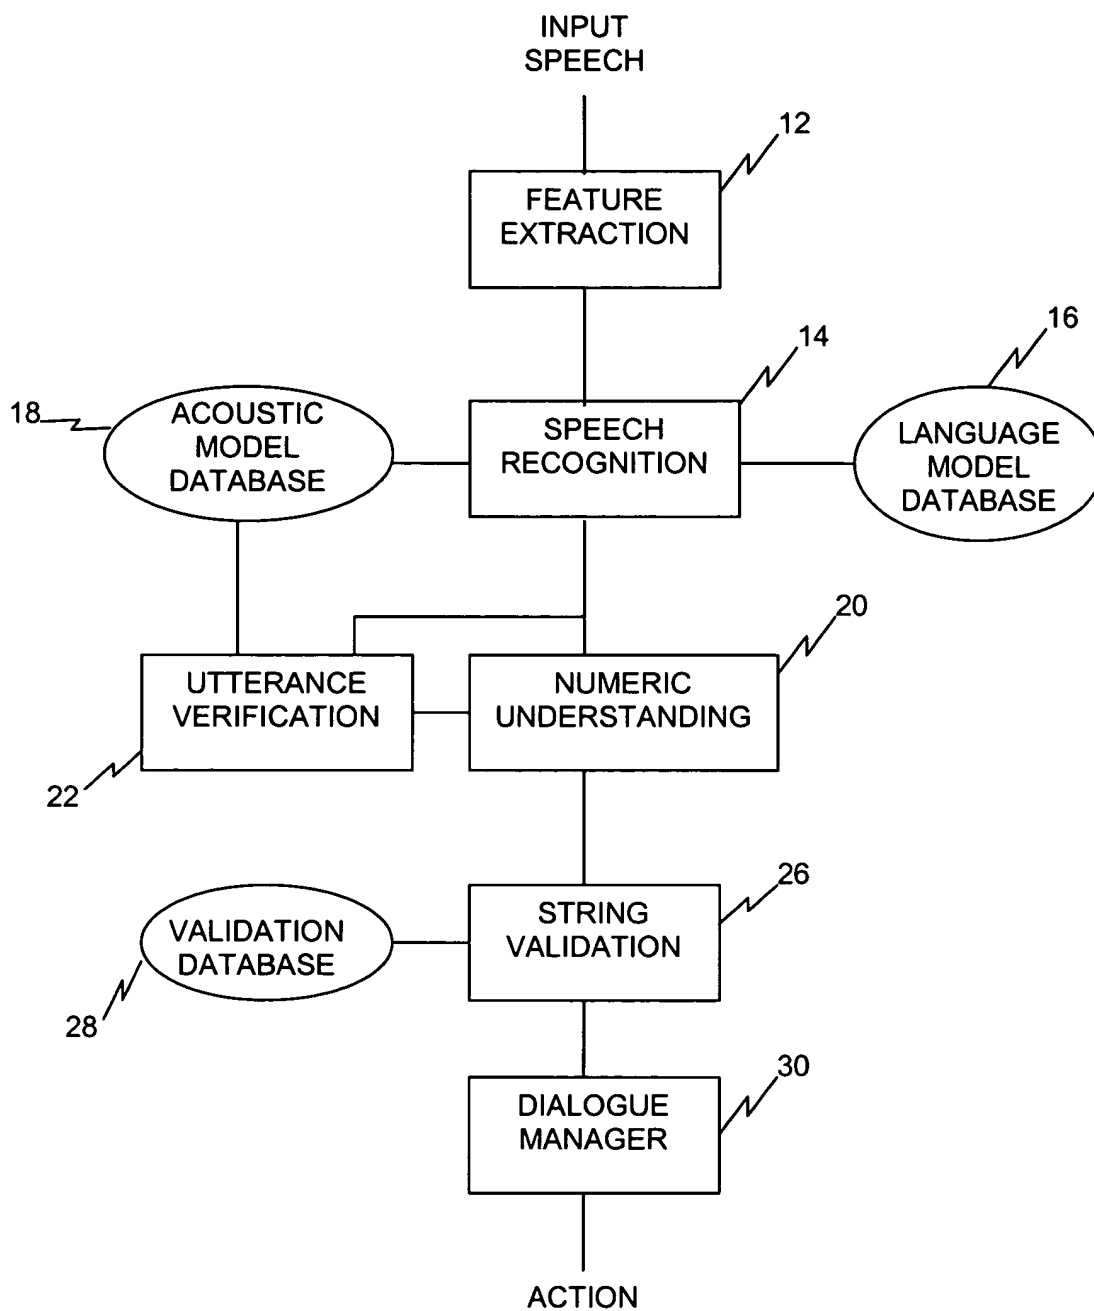 INPUT
SPEECH
12
FEATURE
EXTRACTION
16
14
18
ACOUSTIC
MODEL
DATABASE
SPEECH
RECOGNITION
LANGUAGE
MODEL
DATABASE
20
UTTERANCE
VERIFICATION
NUMERIC
UNDERSTANDING
22
26
VALIDATION
DATABASE
STRING
VALIDATION
28
30
DIALOGUE
MANAGER
ACTION